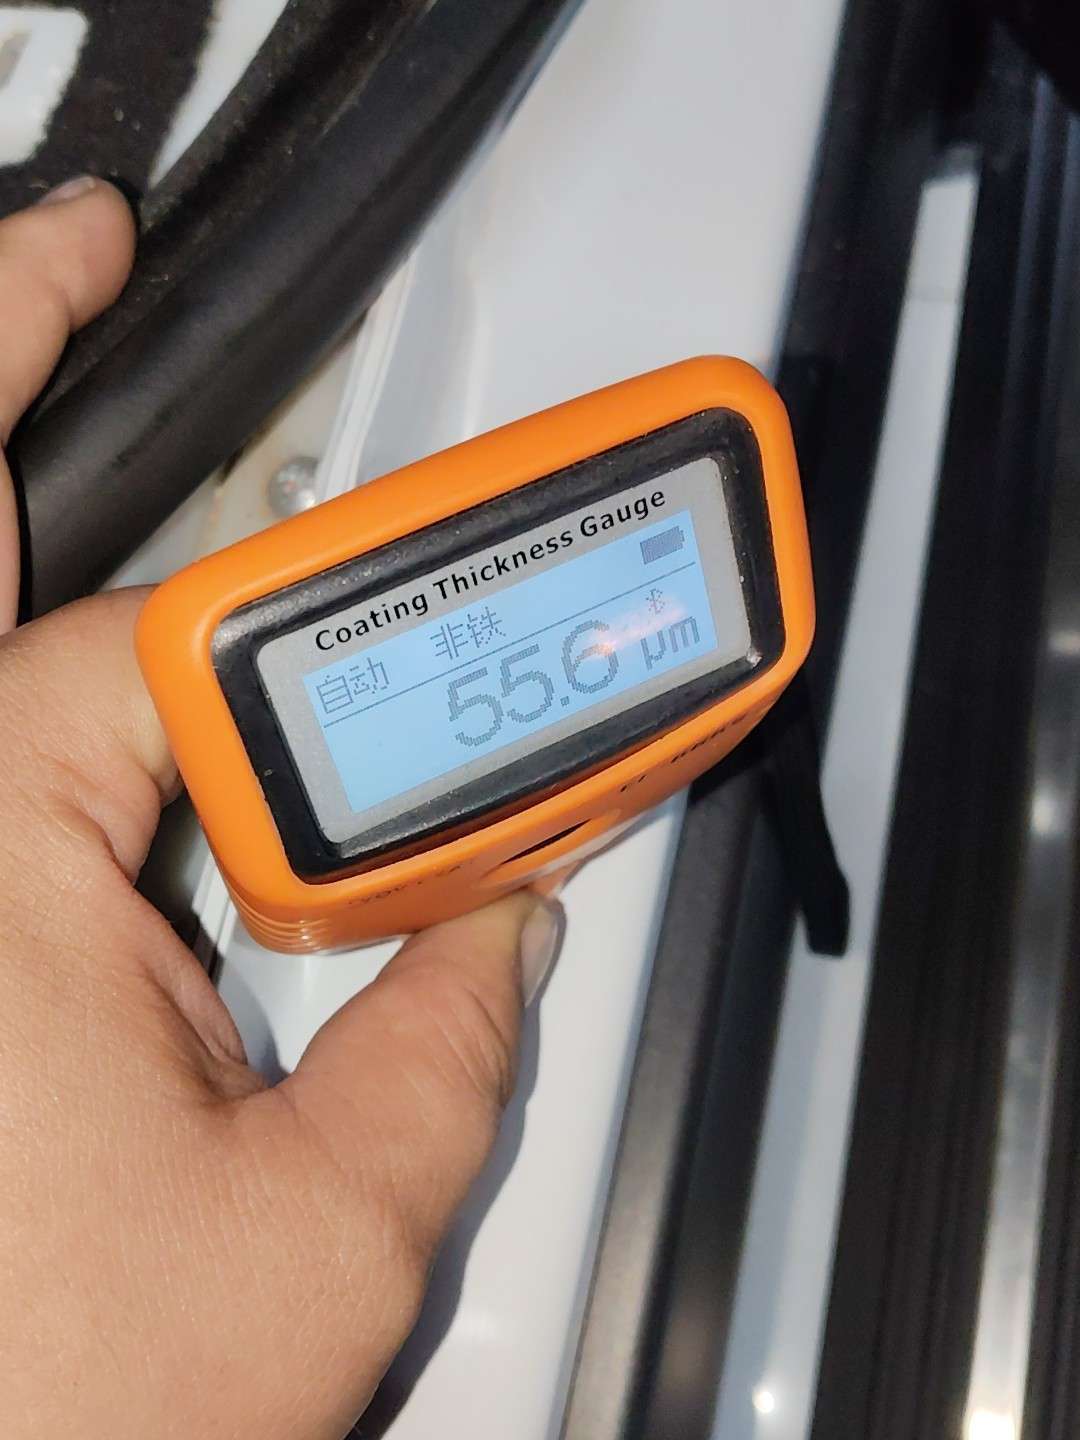 Coating Thickness Gauge
自动 非铁
55.6 μm